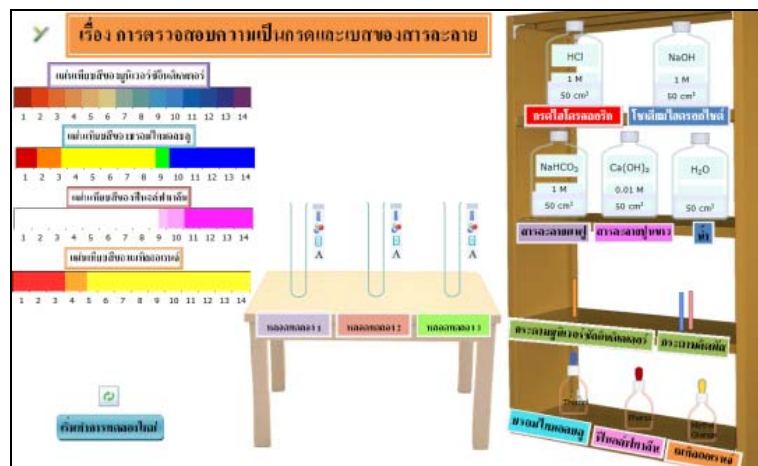 เรื่อง การตรวจสอบความเป็นกรดและเบสของสารละลาย
แผ่นเทียบสีของยูนิเวอร์ซัลอินดิเคเตอร์
1 2 3 4 5 6 7 8 9 10 11 12 13 14
แผ่นเทียบสีของบรอมไทมอลบลู
1 2 3 4 5 6 7 8 9 10 11 12 13 14
แผ่นเทียบสีของฟีนอล์ฟทาลีน
1 2 3 4 5 6 7 8 9 10 11 12 13 14
แผ่นเทียบสีของเมทิลออเรนจ์
1 2 3 4 5 6 7 8 9 10 11 12 13 14
เริ่มทำการทดลองใหม่
A A A
หลอดทดลอง 1 หลอดทดลอง 2 หลอดทดลอง 3
HCl NaOH
1 M 1 M
50 cm³ 50 cm³
กรดไฮโดรคลอริก โซเดียมไฮดรอกไซด์
NaHCO₃ Ca(OH)₂ H₂O
1 M 0.01 M
50 cm³ 50 cm³ 50 cm³
สารละลายผงฟู สารละลายปูนขาว น้ำ
กระดาษยูนิเวอร์ซัลอินดิเคเตอร์ กระดาษลิตมัส
Methyl
Orange
บรอมไทมอลบลู ฟีนอล์ฟทาลีน เมทิลออเรนจ์